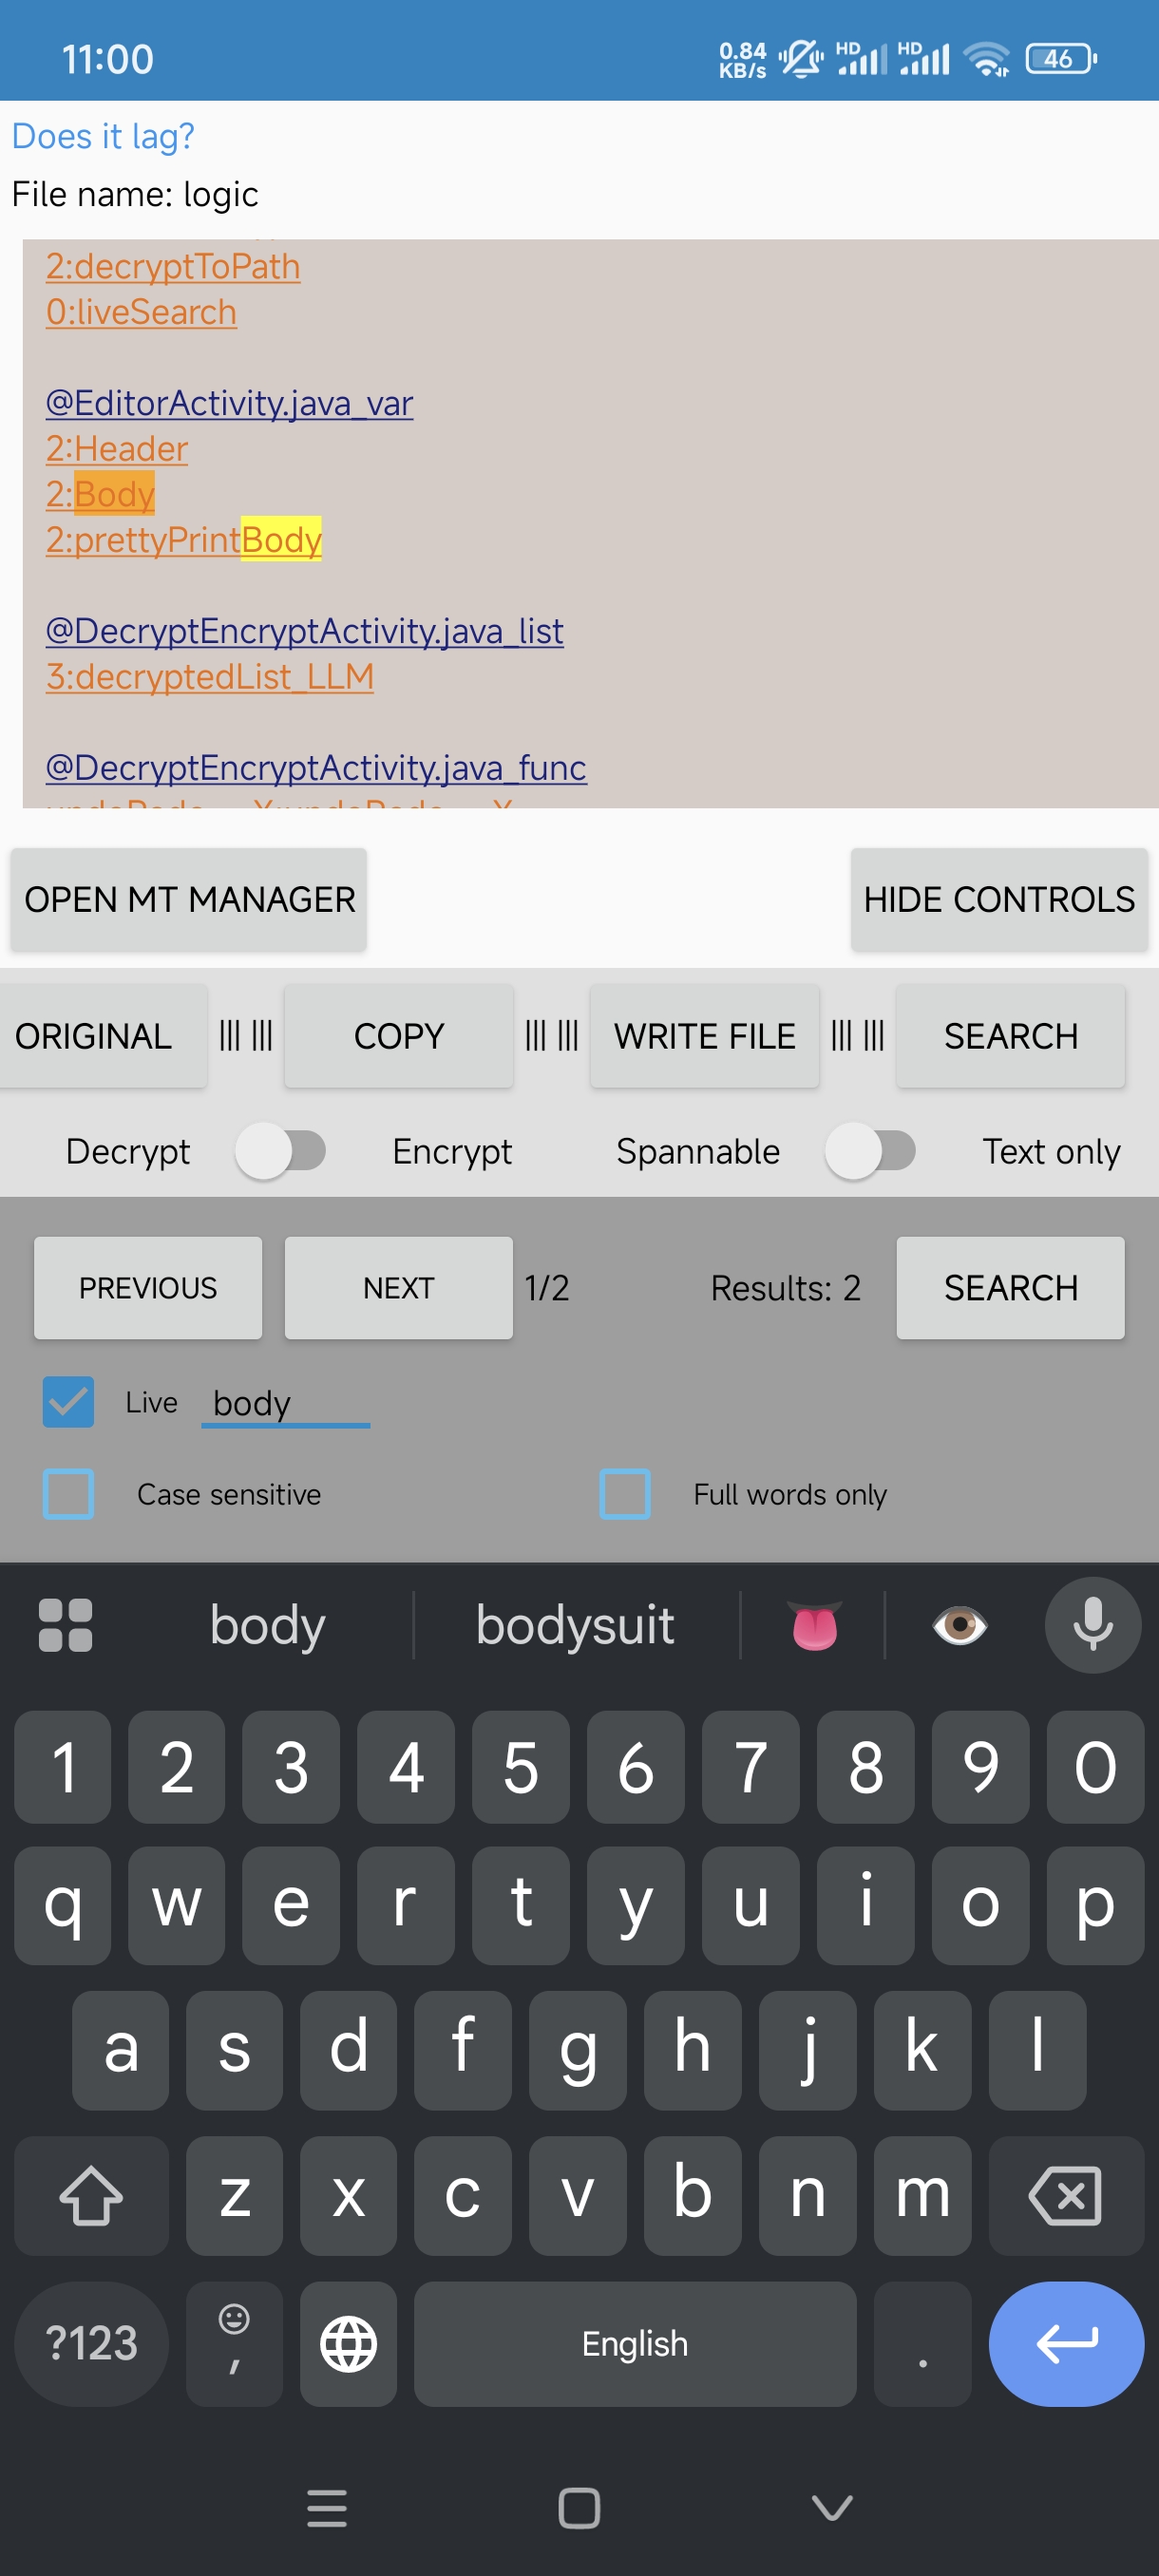 11:00
0.84
KB/s
HD
HD
46
Does it lag?
File name: logic
2:decryptToPath
0:liveSearch
@EditorActivity.java_var
2:Header
2:Body
2:prettyPrintBody
@DecryptEncryptActivity.java_list
3:decryptedList_LLM
@DecryptEncryptActivity.java_func
OPEN MT MANAGER
HIDE CONTROLS
ORIGINAL ||| ||| COPY ||| ||| WRITE FILE ||| ||| SEARCH
Decrypt Encrypt Spannable Text only
PREVIOUS NEXT 1/2 Results: 2 SEARCH
Live body
Case sensitive Full words only
body bodysuit
1 2 3 4 5 6 7 8 9 0
q w e r t y u i o p
a s d f g h j k l
z x c v b n m
?123 , English .